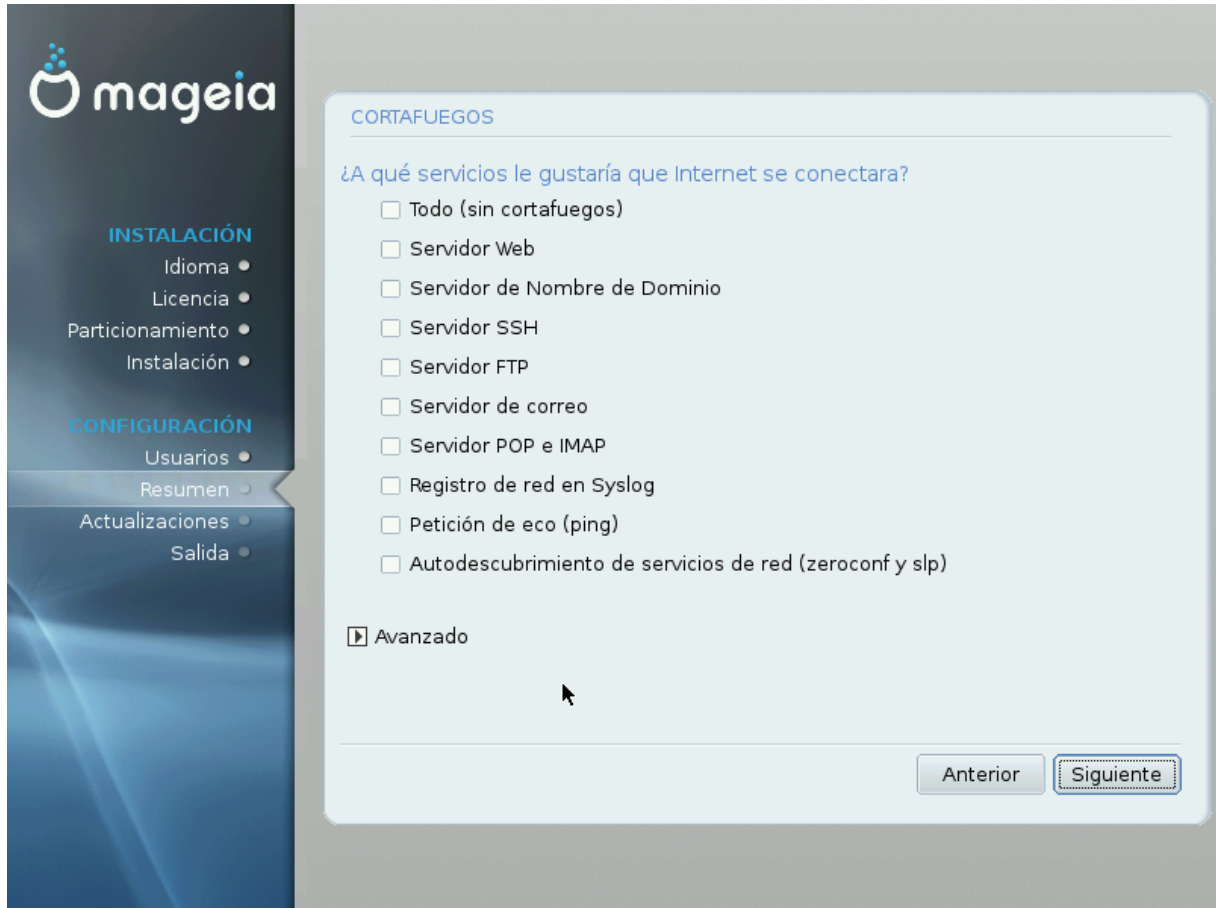 mageia
INSTALACIÓN
Idioma
Licencia
Particionamiento
Instalación
CONFIGURACIÓN
Usuarios
Resumen
Actualizaciones
Salida
CORTAFUEGOS
¿A qué servicios le gustaría que Internet se conectara?
Todo (sin cortafuegos)
Servidor Web
Servidor de Nombre de Dominio
Servidor SSH
Servidor FTP
Servidor de correo
Servidor POP e IMAP
Registro de red en Syslog
Petición de eco (ping)
Autodescubrimiento de servicios de red (zeroconf y slp)
Avanzado
Anterior Siguiente